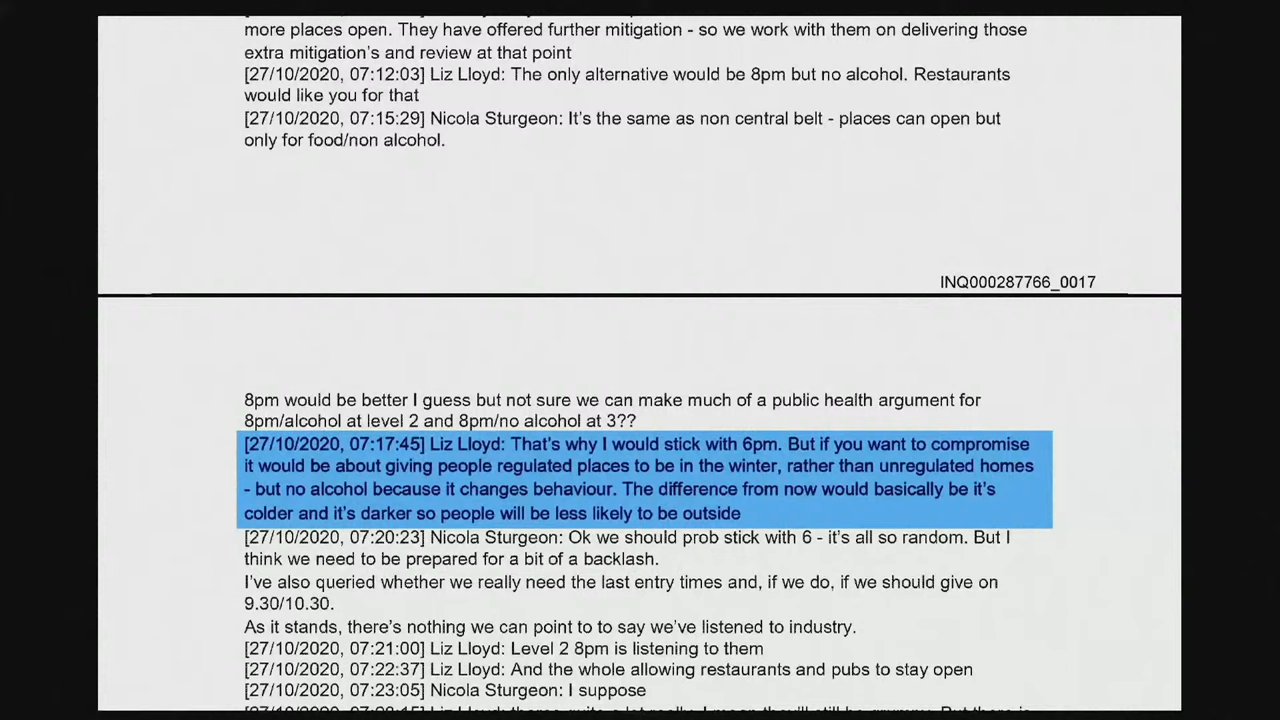 more places open. They have offered further mitigation - so we work with them on delivering those
extra mitigation's and review at that point
[27/10/2020, 07:12:03] Liz Lloyd: The only alternative would be 8pm but no alcohol. Restaurants
would like you for that
[27/10/2020, 07:15:29] Nicola Sturgeon: It's the same as non central belt - places can open but
only for food/non alcohol.
INQ000287766_0017
8pm would be better I guess but not sure we can make much of a public health argument for
8pm/alcohol at level 2 and 8pm/no alcohol at 3??
[27/10/2020, 07:17:45] Liz Lloyd: That's why I would stick with 6pm. But if you want to compromise
it would be about giving people regulated places to be in the winter, rather than unregulated homes
- but no alcohol because it changes behaviour. The difference from now would basically be it's
colder and it's darker so people will be less likely to be outside
[27/10/2020, 07:20:23] Nicola Sturgeon: Ok we should prob stick with 6 - it's all so random. But I
think we need to be prepared for a bit of a backlash.
I've also queried whether we really need the last entry times and, if we do, if we should give on
9.30/10.30.
As it stands, there's nothing we can point to to say we've listened to industry.
[27/10/2020, 07:21:00] Liz Lloyd: Level 2 8pm is listening to them
[27/10/2020, 07:22:37] Liz Lloyd: And the whole allowing restaurants and pubs to stay open
[27/10/2020, 07:23:05] Nicola Sturgeon: I suppose